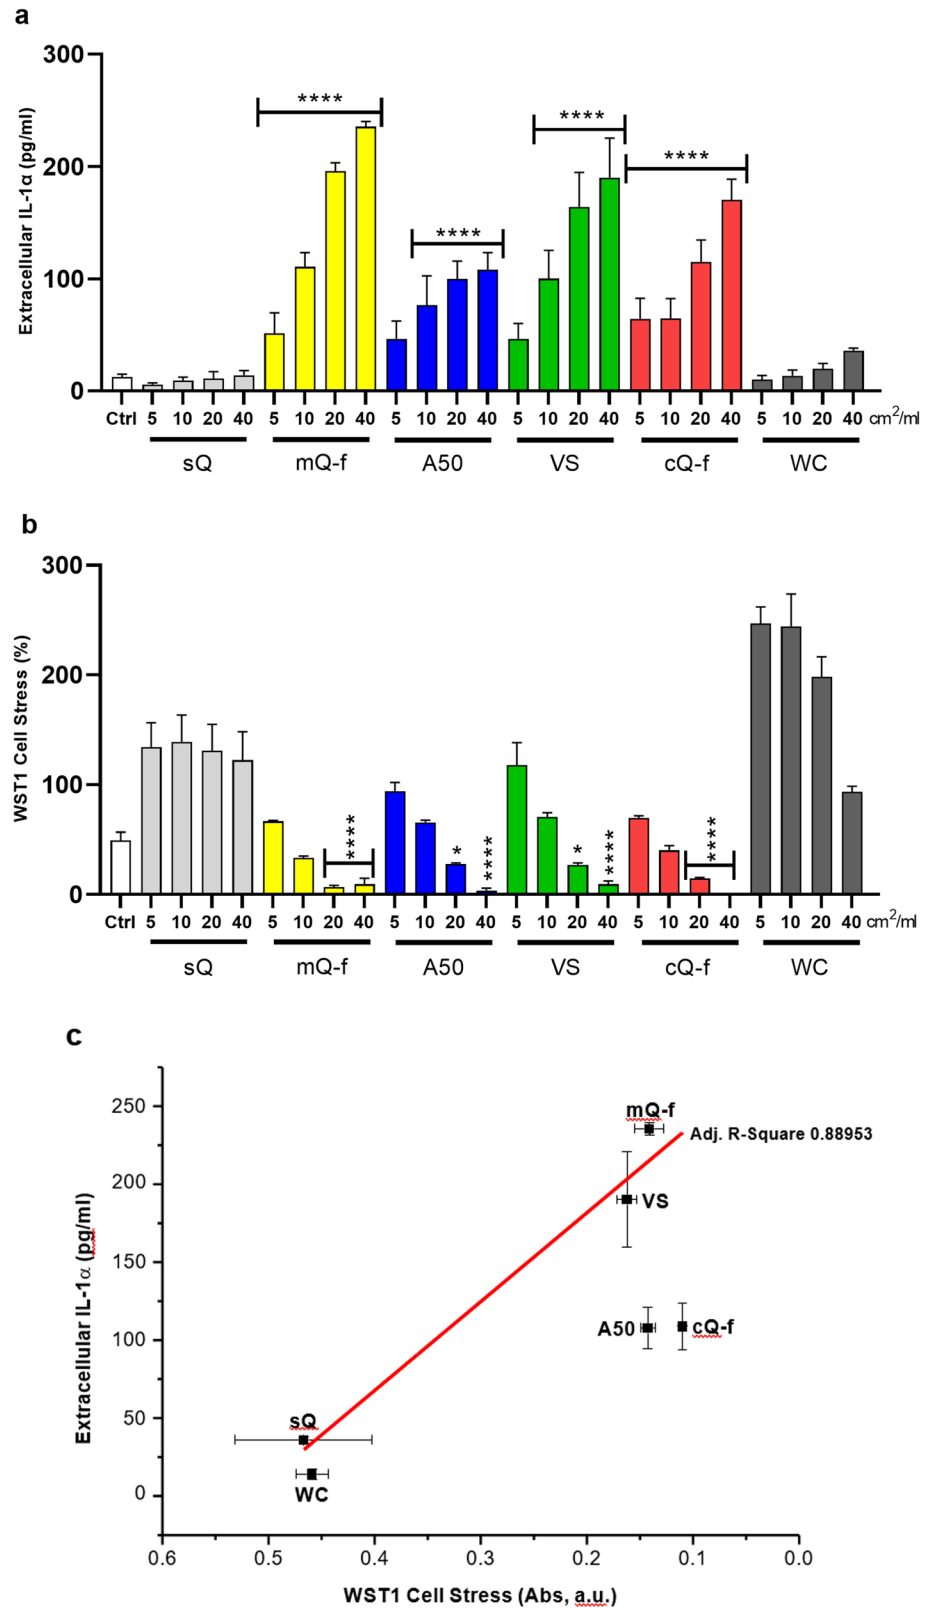 a
Extracellular IL-1α (pg/ml)
300
200
100
0
****
****
****
****
Ctrl 5 10 20 40 5 10 20 40 5 10 20 40 5 10 20 40 5 10 20 40 5 10 20 40 cm²/ml
sQ mQ-f A50 VS cQ-f WC
b
WST1 Cell Stress (%)
300
200
100
0
****
*
****
*
****
****
Ctrl 5 10 20 40 5 10 20 40 5 10 20 40 5 10 20 40 5 10 20 40 5 10 20 40 cm²/ml
sQ mQ-f A50 VS cQ-f WC
c
Extracellular IL-1α (pg/ml)
250
200
150
100
50
0
mQ-f
Adj. R-Square 0.88953
VS
A50
cQ-f
sQ
WC
0.6 0.5 0.4 0.3 0.2 0.1 0.0
WST1 Cell Stress (Abs, a.u.)